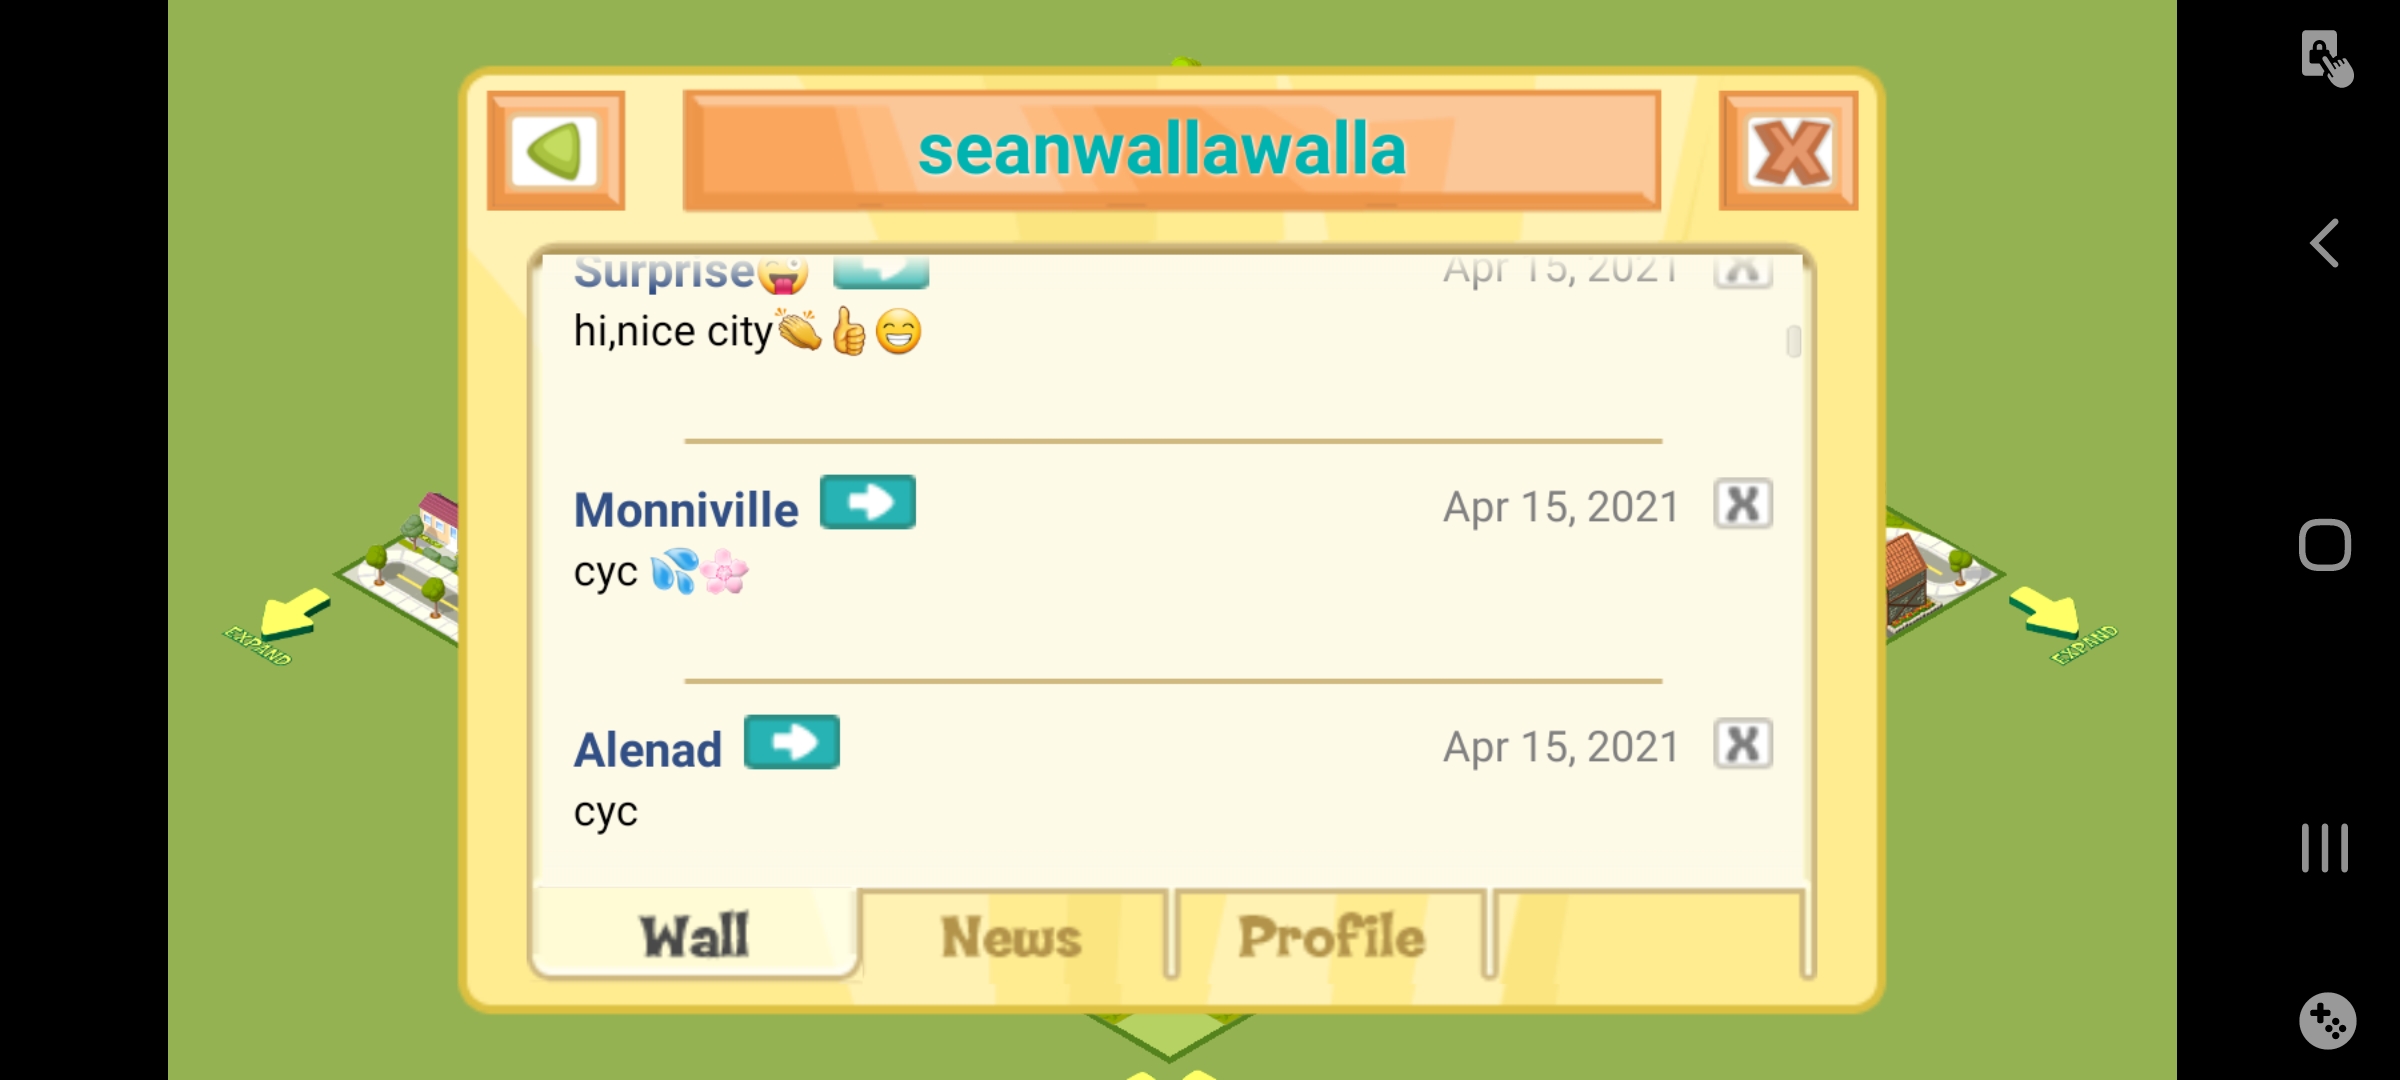 seanwallawalla
Surprise😜 Apr 15, 2021
hi,nice city👏👍😁
Monniville Apr 15, 2021
cyc 💦🌸
Alenad Apr 15, 2021
cyc
EXPAND
EXPAND
Wall News Profile